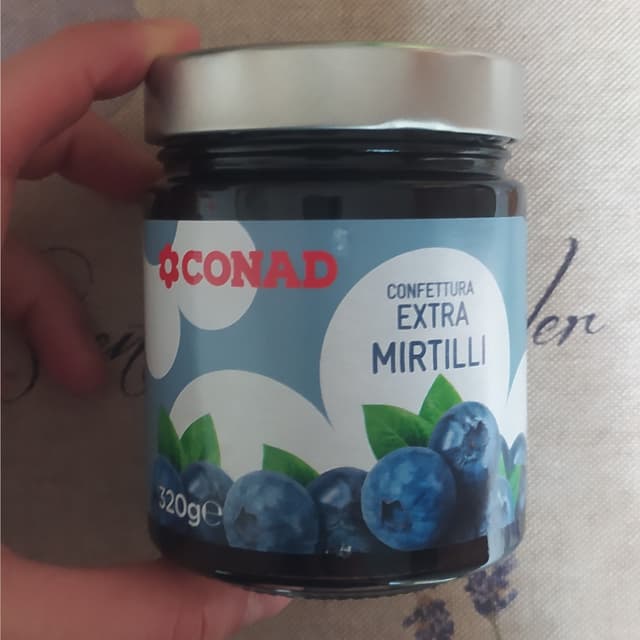 CONAD
CONFETTURA
EXTRA
MIRTILLI
320g℮